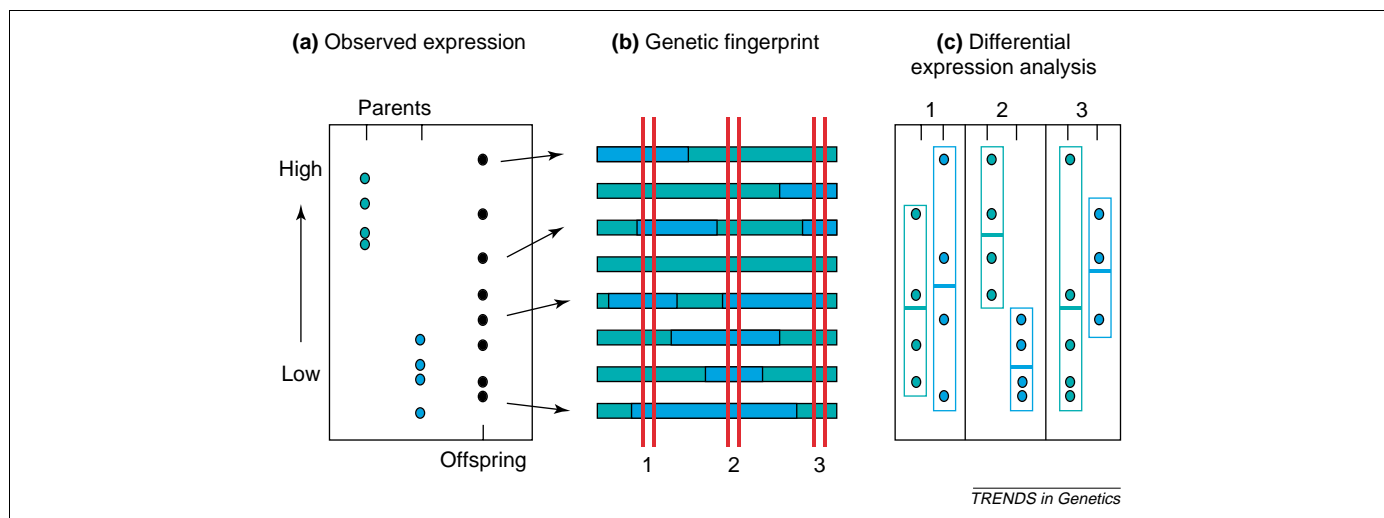 (a) Observed expression
(b) Genetic fingerprint
(c) Differential
expression analysis
Parents
High
Low
Offspring
1
2
3
1
2
3
TRENDS in Genetics